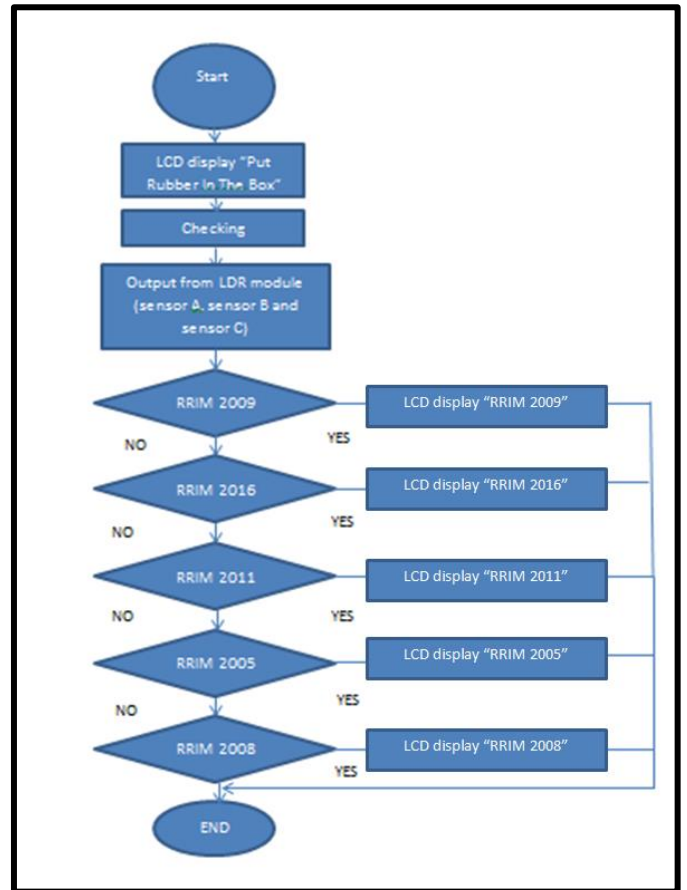 Start
LCD display “Put
Rubber In The Box”
Checking
Output from LDR module
(sensor A, sensor B and
sensor C)
RRIM 2009
LCD display “RRIM 2009”
NO
YES
RRIM 2016
LCD display “RRIM 2016”
NO
YES
RRIM 2011
LCD display “RRIM 2011”
NO
YES
RRIM 2005
LCD display “RRIM 2005”
NO
YES
RRIM 2008
LCD display “RRIM 2008”
YES
END